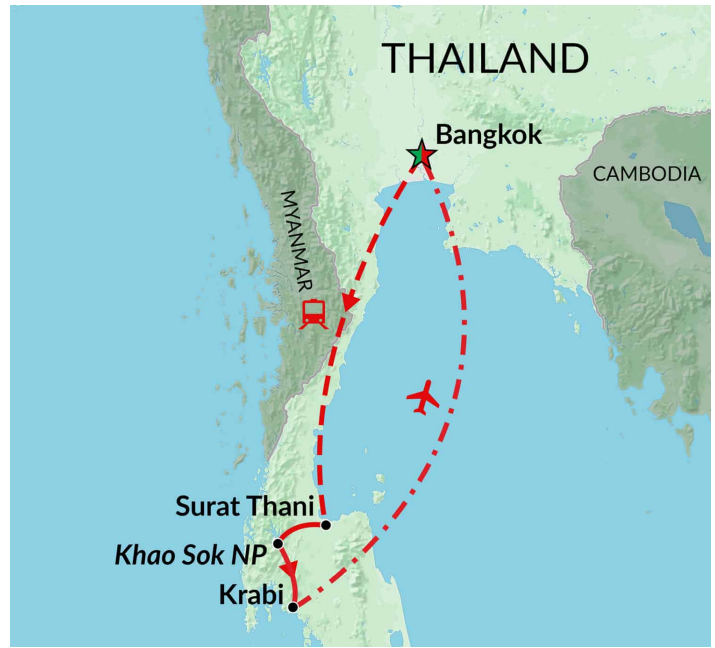 THAILAND
Bangkok
CAMBODIA
MYANMAR
Surat Thani
Khao Sok NP
Krabi